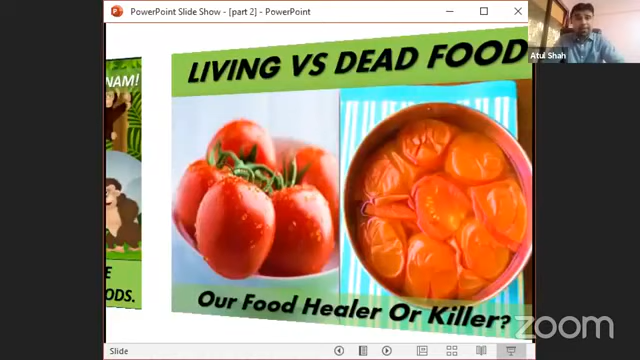 PowerPoint Slide Show - [part 2] - PowerPoint
Atul Shah
NAM!
LIVING VS DEAD FOOD
E
ODS.
Our Food Healer Or Killer?
zoom
Slide